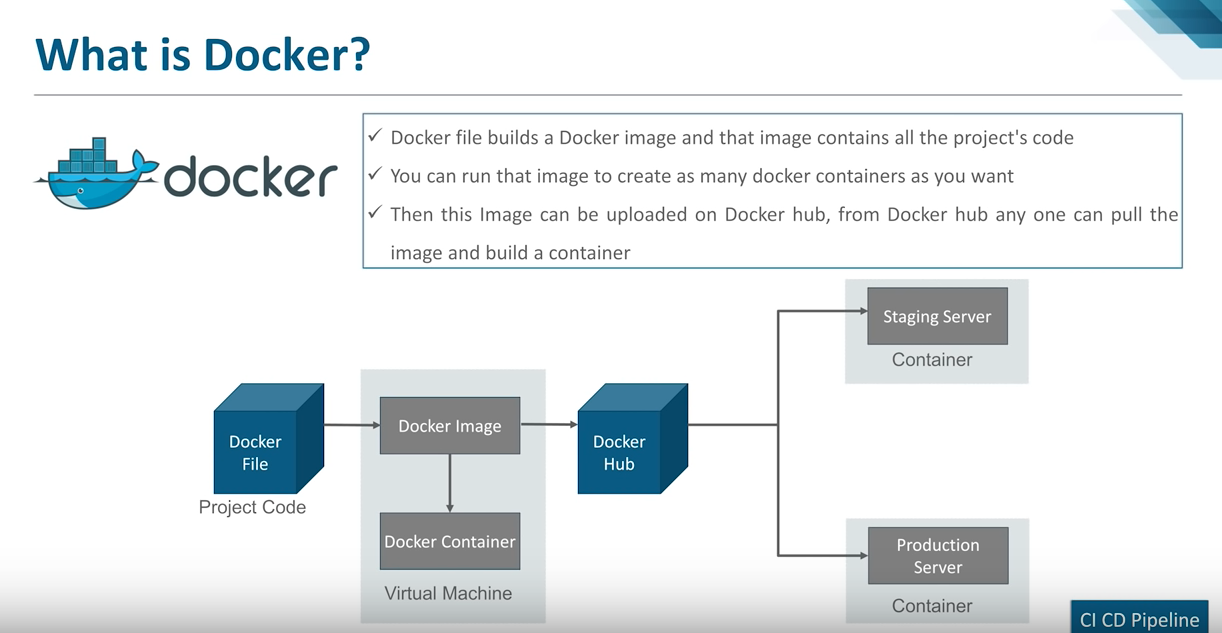 What is Docker?
docker
✓ Docker file builds a Docker image and that image contains all the project's code
✓ You can run that image to create as many docker containers as you want
✓ Then this Image can be uploaded on Docker hub, from Docker hub any one can pull the
image and build a container
Staging Server
Container
Docker
File
Project Code
Docker Image
Docker Container
Virtual Machine
Docker
Hub
Production
Server
Container
CI CD Pipeline